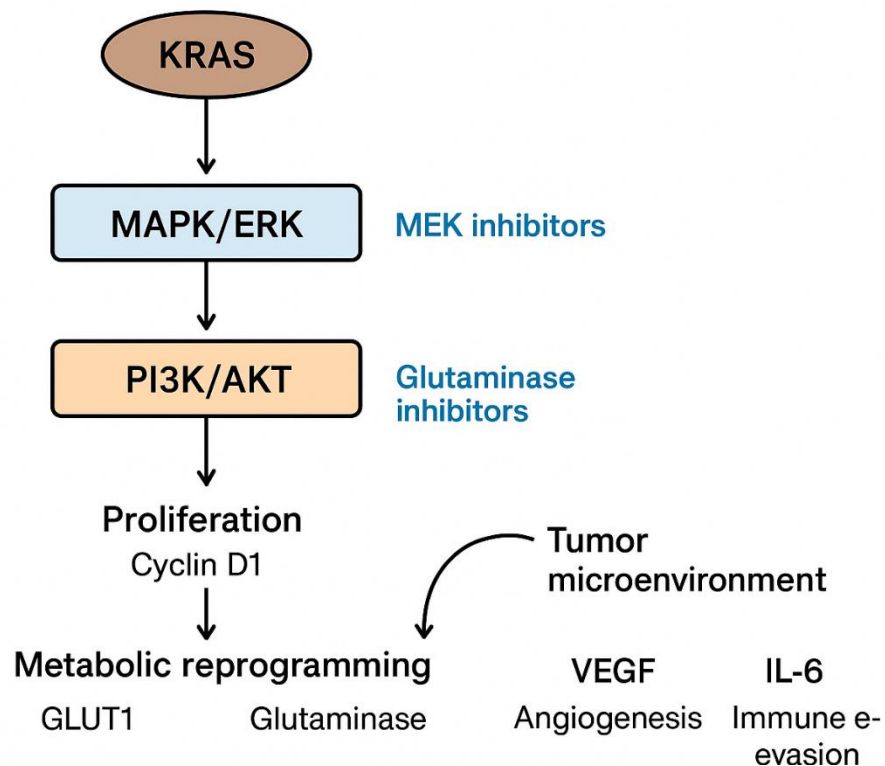 KRAS
MAPK/ERK
MEK inhibitors
PI3K/AKT
Glutaminase
inhibitors
Proliferation
Cyclin D1
Tumor
microenvironment
Metabolic reprogramming
GLUT1
Glutaminase
VEGF
Angiogenesis
IL-6
Immune e-
evasion